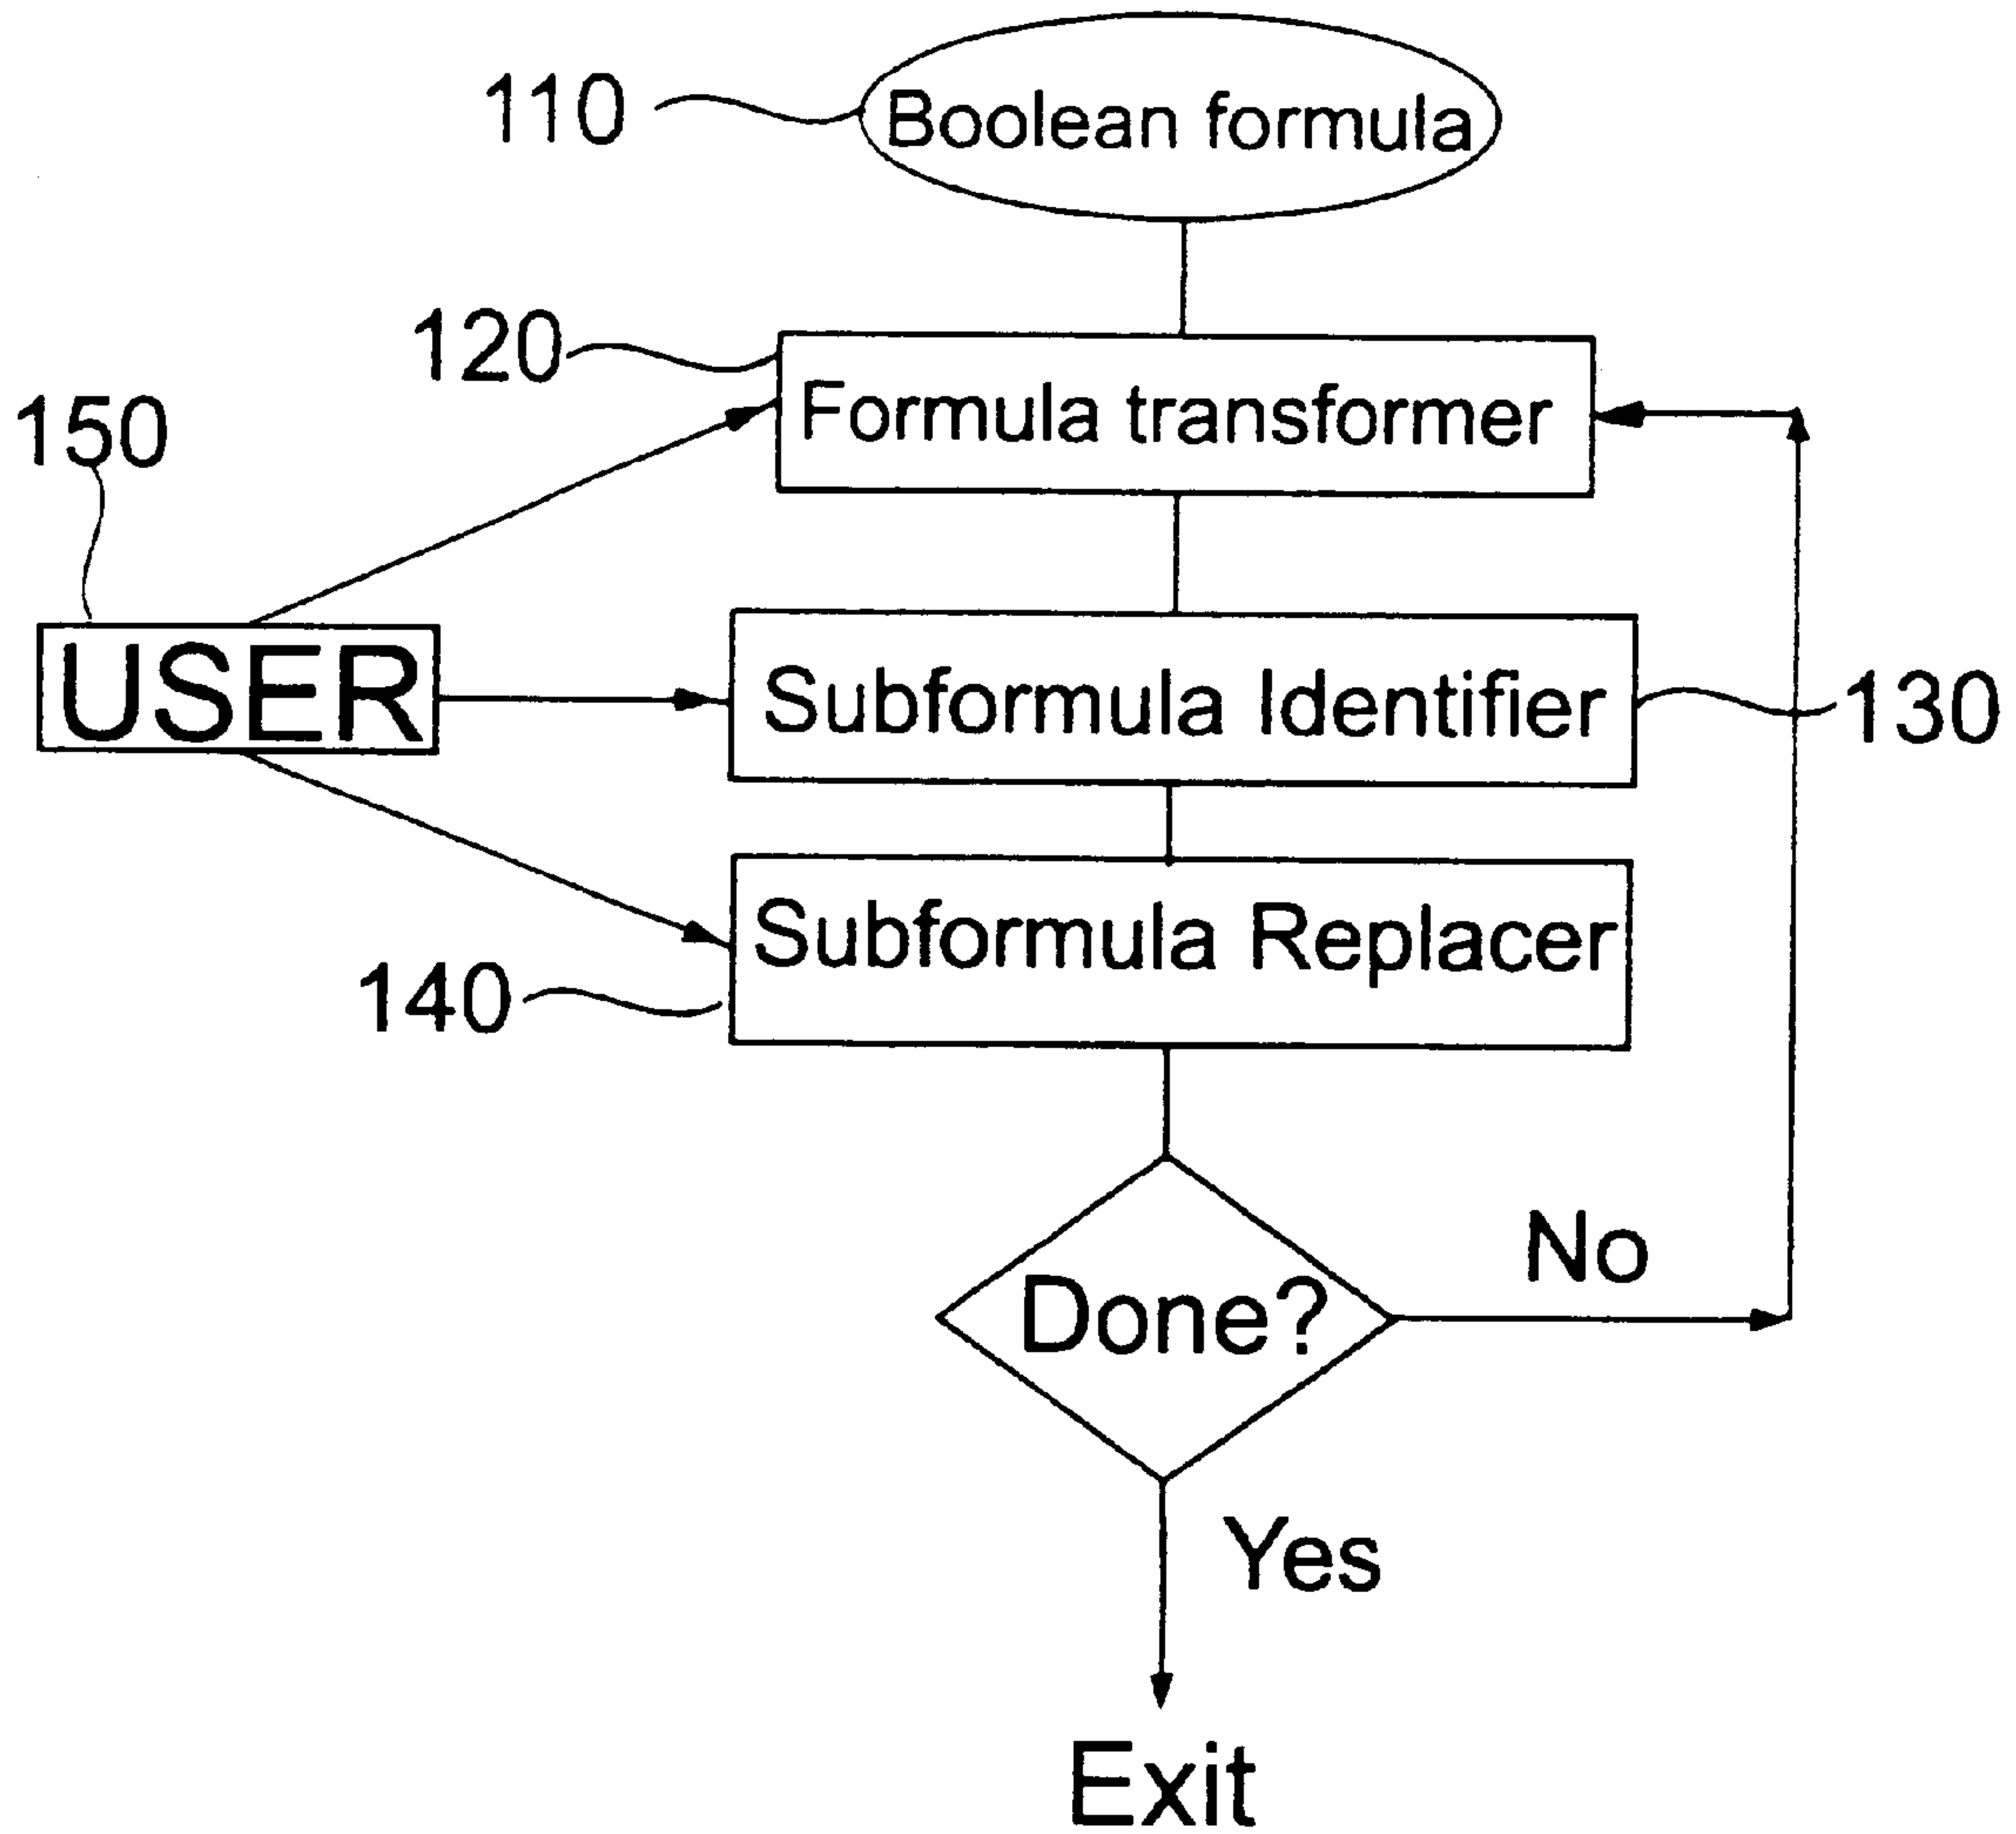 110
Boolean formula
120
Formula transformer
150
USER
Subformula Identifier
130
Subformula Replacer
140
Done?
No
Yes
Exit